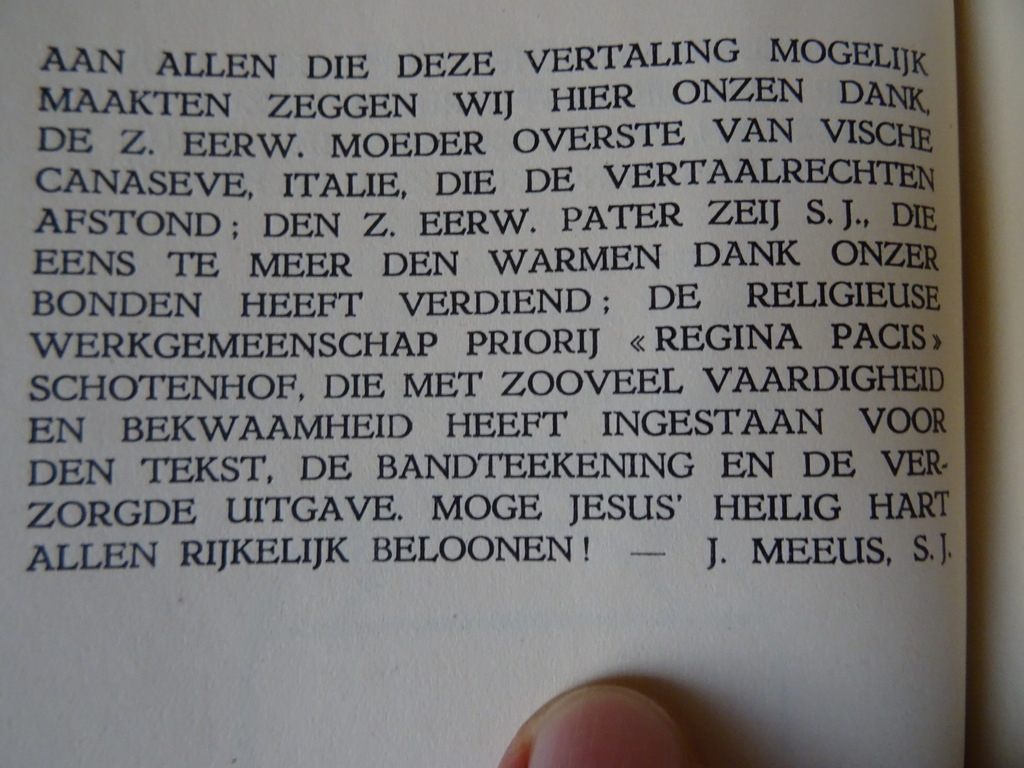 AAN ALLEN DIE DEZE VERTALING MOGELIJK
MAAKTEN ZEGGEN WIJ HIER ONZEN DANK,
DE Z. EERW. MOEDER OVERSTE VAN VISCHE
CANASEVE, ITALIE, DIE DE VERTAALRECHTEN
AFSTOND; DEN Z. EERW. PATER ZEIJ S. J., DIE
EENS TE MEER DEN WARMEN DANK ONZER
BONDEN HEEFT VERDIEND; DE RELIGIEUSE
WERKGEMEENSCHAP PRIORIJ « REGINA PACIS »
SCHOTENHOF, DIE MET ZOOVEEL VAARDIGHEID
EN BEKWAAMHEID HEEFT INGESTAAN VOOR
DEN TEKST, DE BANDTEEKENING EN DE VER-
ZORGDE UITGAVE. MOGE JESUS' HEILIG HART
ALLEN RIJKELIJK BELOONEN! — J. MEEUS, S. J.